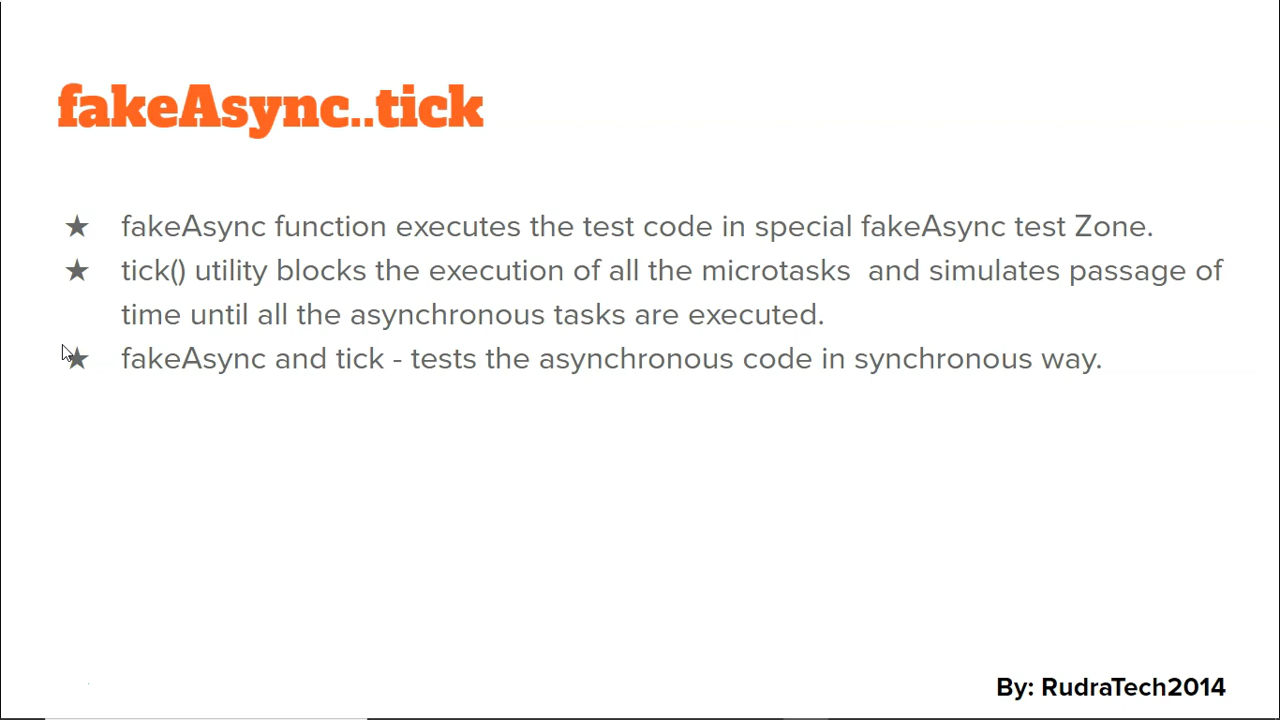 fakeAsync..tick
★ fakeAsync function executes the test code in special fakeAsync test Zone.
★ tick() utility blocks the execution of all the microtasks  and simulates passage of
time until all the asynchronous tasks are executed.
★ fakeAsync and tick - tests the asynchronous code in synchronous way.
By: RudraTech2014